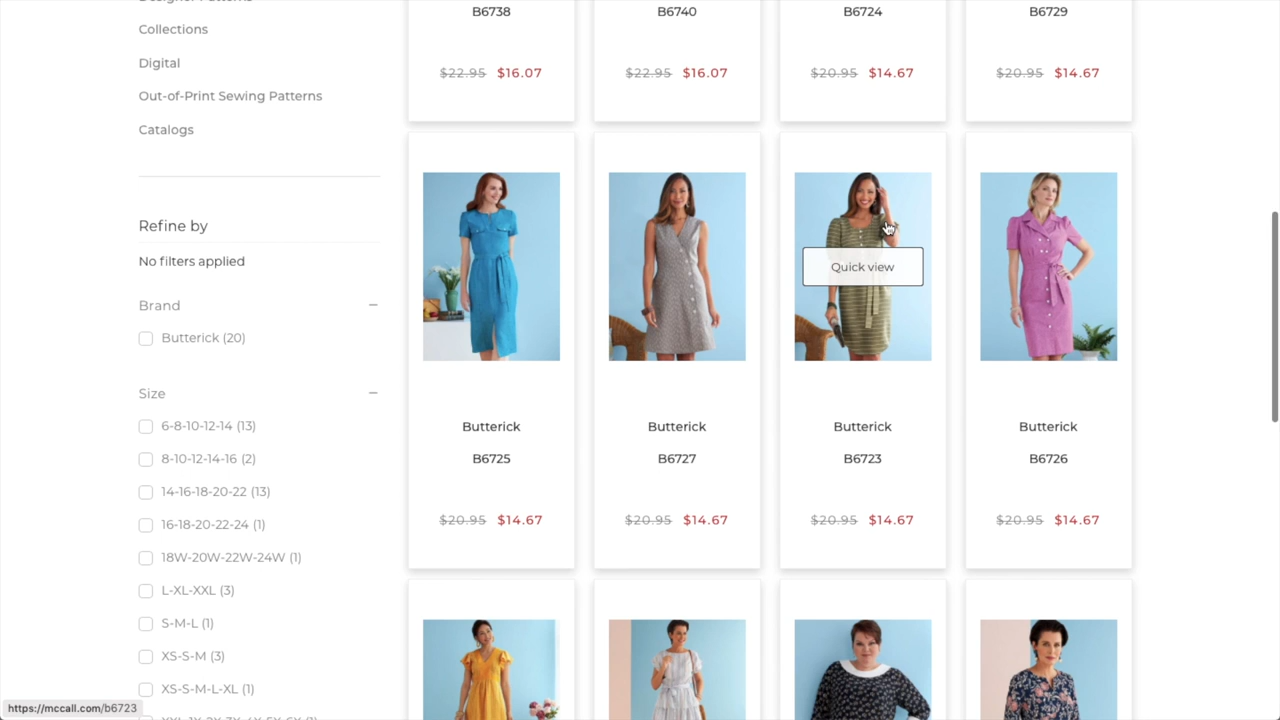 Collections
Digital
Out-of-Print Sewing Patterns
Catalogs
Refine by
No filters applied
Brand
Butterick (20)
Size
6-8-10-12-14 (13)
8-10-12-14-16 (2)
14-16-18-20-22 (13)
16-18-20-22-24 (1)
18W-20W-22W-24W (1)
L-XL-XXL (3)
S-M-L (1)
XS-S-M (3)
XS-S-M-L-XL (1)
B6738 B6740 B6724 B6729
$22.95 $16.07 $22.95 $16.07 $20.95 $14.67 $20.95 $14.67
Quick view
Butterick Butterick Butterick Butterick
B6725 B6727 B6723 B6726
$20.95 $14.67 $20.95 $14.67 $20.95 $14.67 $20.95 $14.67
https://mccall.com/b6723